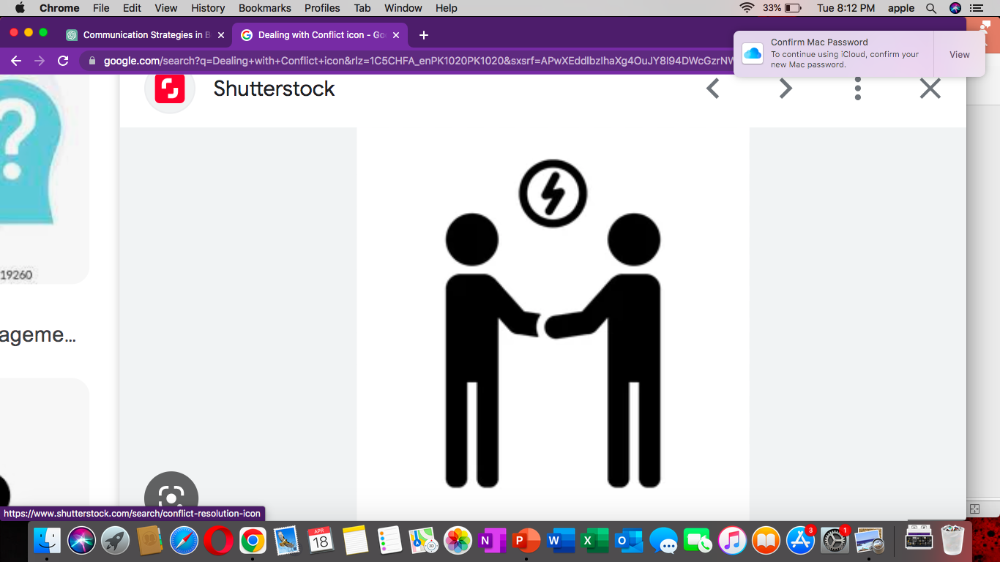 Chrome File Edit View History Bookmarks Profiles Tab Window Help 33% Tue 8:12 PM apple
Communication Strategies in B Dealing with Conflict icon - Go
google.com/search?q=Dealing+with+Conflict+icon&rlz=1C5CHFA_enPK1020PK1020&sxsrf=APwXEddlbzlhaXg4OuJY8l94DWcGzrNW
Confirm Mac Password
To continue using iCloud, confirm your
new Mac password.
View
Shutterstock
?
19260
ageme...
https://www.shutterstock.com/search/conflict-resolution-icon
APR
18
3D
N
P
W
X
O
3
1